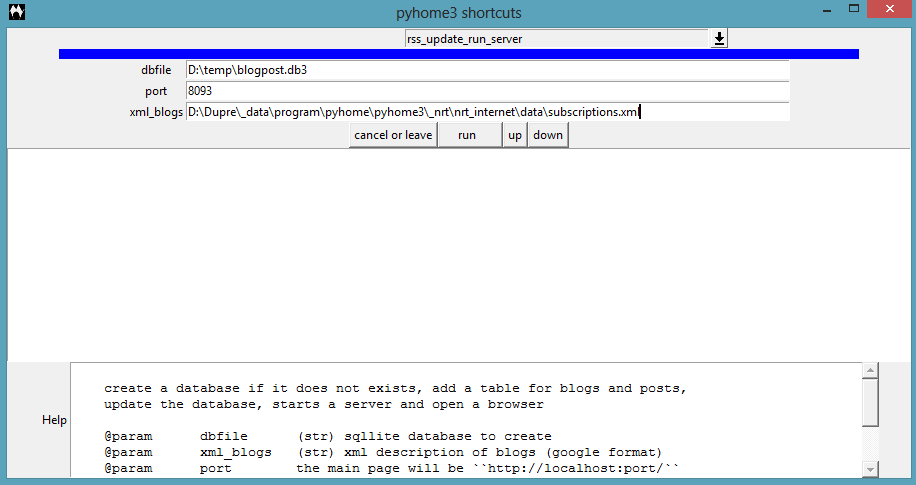 pyhome3 shortcuts
rss_update_run_server
dbfile D:\temp\blogpost.db3
port 8093
xml_blogs D:\Dupre\_data\program\pyhome\pyhome3\_nrt\nrt_internet\data\subscriptions.xml
cancel or leave run up down
create a database if it does not exists, add a table for blogs and posts,
update the database, starts a server and open a browser
Help
@param dbfile (str) sqllite database to create
@param xml_blogs (str) xml description of blogs (google format)
@param port the main page will be ``http://localhost:port/``